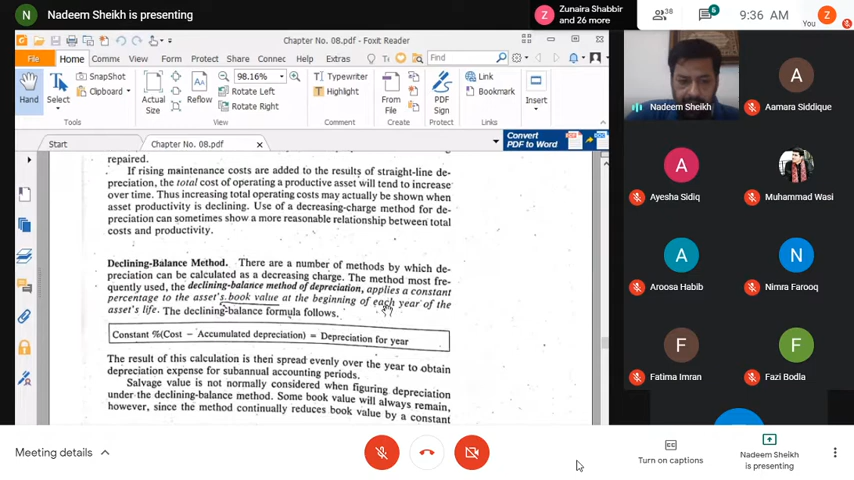 N
Nadeem Sheikh is presenting
Z
Zunaira Shabbir
and 26 more
38
6
9:36 AM
Z
You
Chapter No. 08.pdf - Foxit Reader
File
Home
Comme
View
Form
Protect
Share
Connec
Help
Extras
Find
Hand
Select
SnapShot
Clipboard
Actual
Size
Reflow
98.16%
Rotate Left
Rotate Right
Typewriter
Highlight
From
File
PDF
Sign
Link
Bookmark
Insert
Tools
View
Comment
Create
Protect
Links
Start
Chapter No. 08.pdf
Convert
PDF to Word
repaired.
If rising maintenance costs are added to the results of straight-line de-
preciation, the total cost of operating a productive asset will tend to increase
over time. Thus increasing total operating costs may actually be shown when
asset productivity is declining. Use of a decreasing-charge method for de-
preciation can sometimes show a more reasonable relationship between total
costs and productivity.
Declining-Balance Method. There are a number of methods by which de-
preciation can be calculated as a decreasing charge. The method most fre-
quently used, the declining-balance method of depreciation, applies a constant
percentage to the asset's book value at the beginning of each year of the
asset's life. The declining-balance formula follows.
Constant %(Cost − Accumulated depreciation) = Depreciation for year
The result of this calculation is then spread evenly over the year to obtain
depreciation expense for subannual accounting periods.
Salvage value is not normally considered when figuring depreciation
under the declining-balance method. Some book value will always remain,
however, since the method continually reduces book value by a constant
Nadeem Sheikh
A
Aamara Siddique
A
Ayesha Sidiq
Muhammad Wasi
A
Aroosa Habib
N
Nimra Farooq
F
Fatima Imran
F
Fazi Bodla
Meeting details
Turn on captions
Nadeem Sheikh
is presenting